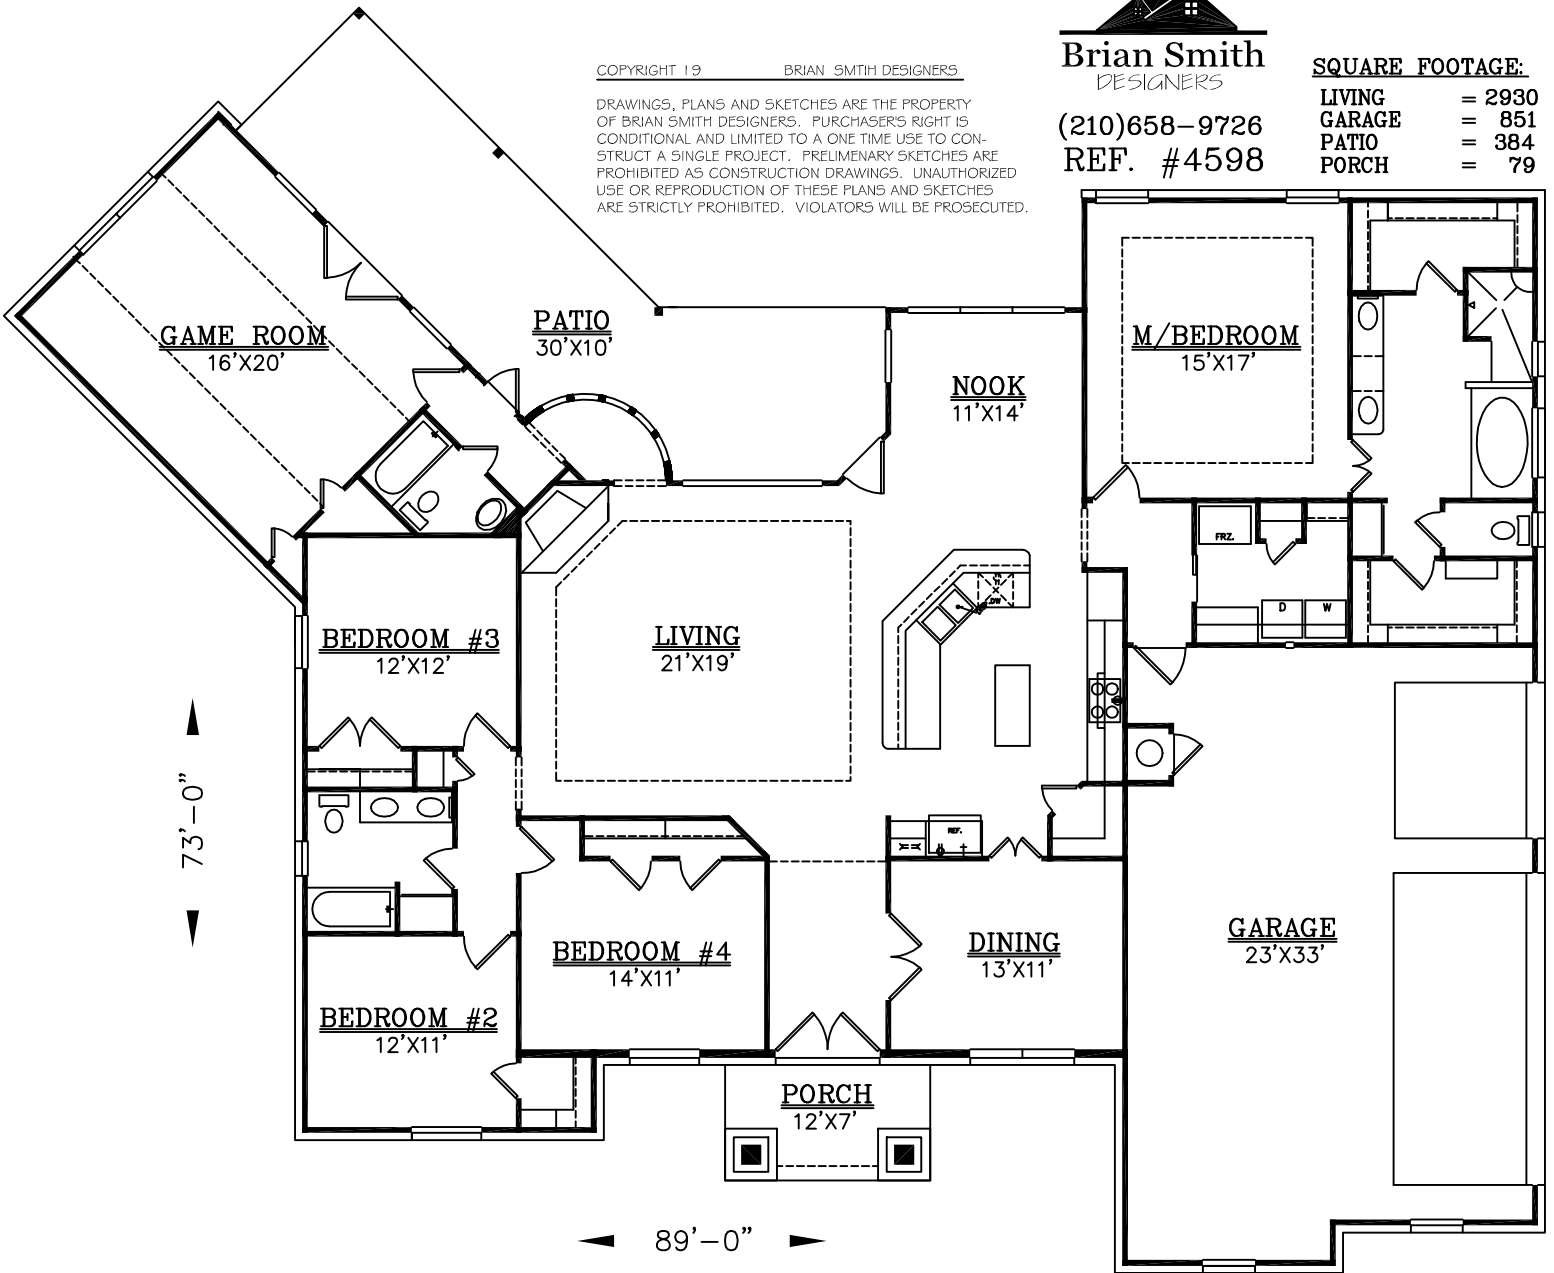 COPYRIGHT 19 BRIAN SMTIH DESIGNERS
DRAWINGS, PLANS AND SKETCHES ARE THE PROPERTY
OF BRIAN SMITH DESIGNERS. PURCHASER'S RIGHT IS
CONDITIONAL AND LIMITED TO A ONE TIME USE TO CON-
STRUCT A SINGLE PROJECT. PRELIMENARY SKETCHES ARE
PROHIBITED AS CONSTRUCTION DRAWINGS. UNAUTHORIZED
USE OR REPRODUCTION OF THESE PLANS AND SKETCHES
ARE STRICTLY PROHIBITED. VIOLATORS WILL BE PROSECUTED.
Brian Smith
DESIGNERS
(210)658-9726
REF. #4598
SQUARE FOOTAGE:
LIVING = 2930
GARAGE = 851
PATIO = 384
PORCH = 79
GAME ROOM
16'X20'
PATIO
30'X10'
NOOK
11'X14'
M/BEDROOM
15'X17'
FRZ.
D
W
DW
BEDROOM #3
12'X12'
LIVING
21'X19'
73'-0"
REF.
BEDROOM #4
14'X11'
DINING
13'X11'
GARAGE
23'X33'
BEDROOM #2
12'X11'
PORCH
12'X7'
89'-0"